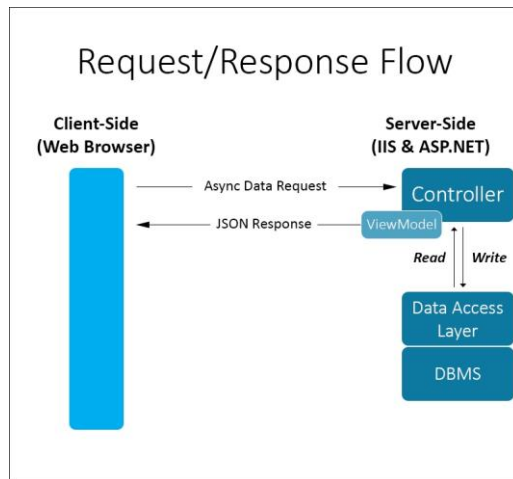 Request/Response Flow
Client-Side
(Web Browser)
Server-Side
(IIS & ASP.NET)
Async Data Request
Controller
JSON Response
ViewModel
Read
Write
Data Access
Layer
DBMS